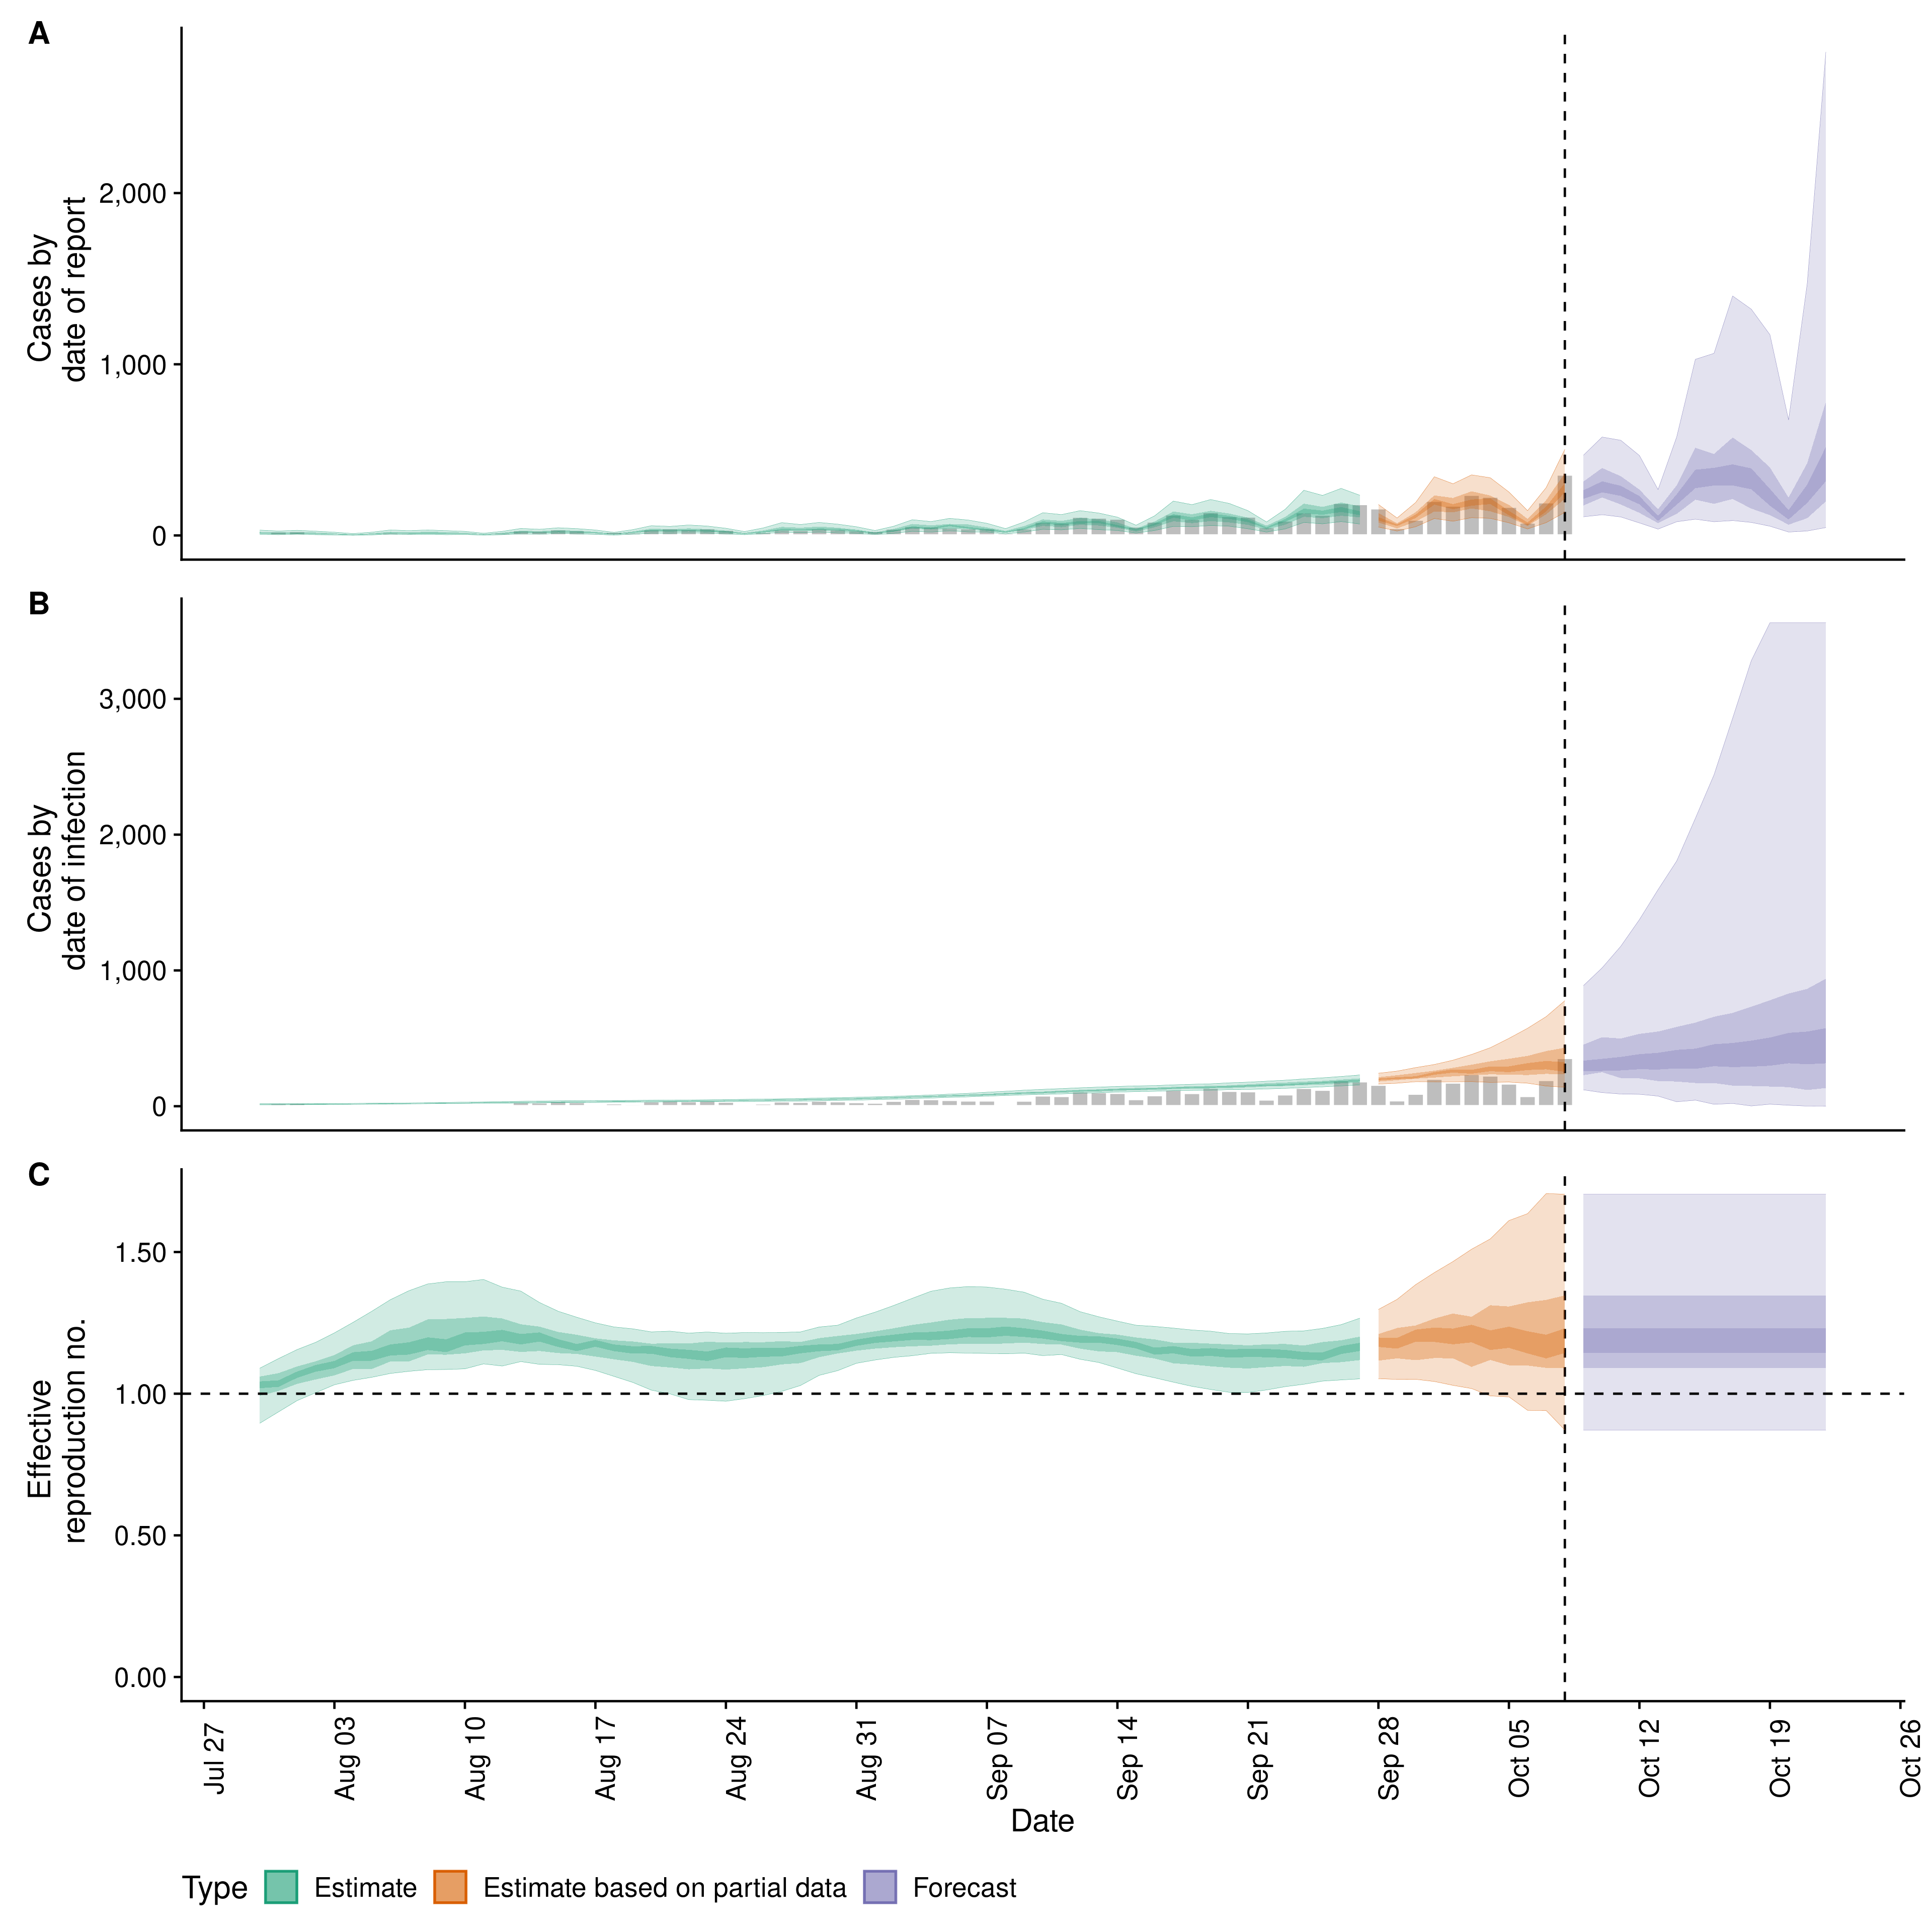 A
Cases by
date of report
2,000
1,000
0
B
Cases by
date of infection
3,000
2,000
1,000
0
C
Effective
reproduction no.
1.50
1.00
0.50
0.00
Jul 27
Aug 03
Aug 10
Aug 17
Aug 24
Aug 31
Sep 07
Sep 14
Sep 21
Sep 28
Oct 05
Oct 12
Oct 19
Oct 26
Date
Type Estimate Estimate based on partial data Forecast